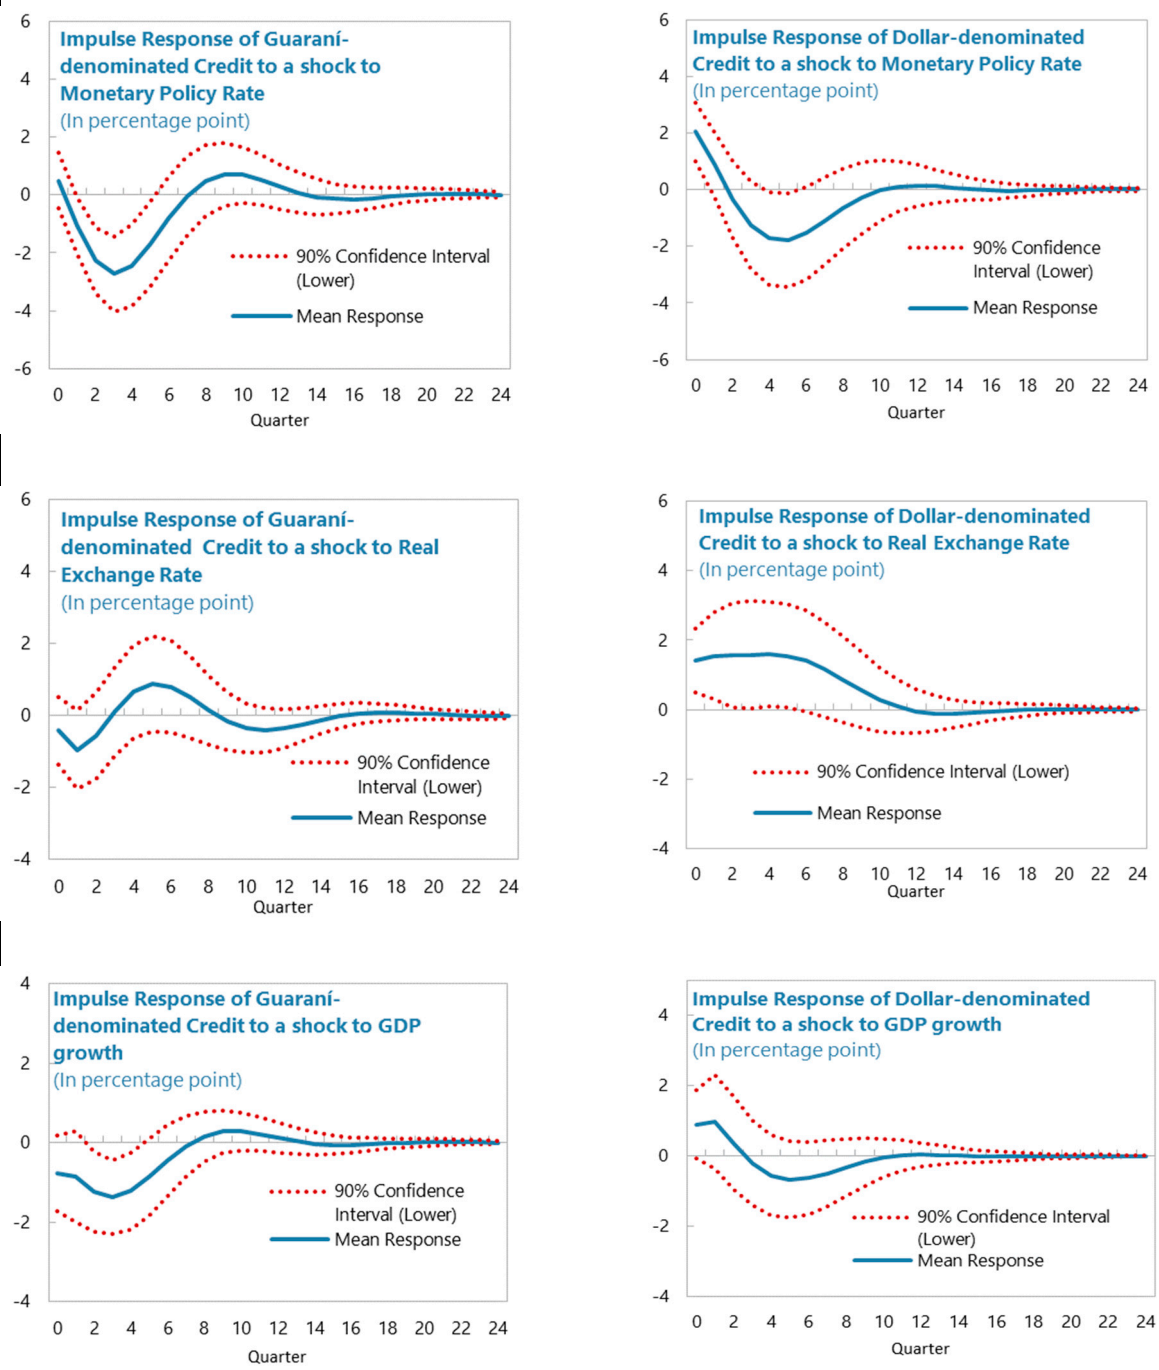 Impulse Response of Guaraní-
denominated Credit to a shock to
Monetary Policy Rate
(In percentage point)
6
4
2
0
-2
-4
-6
90% Confidence Interval
(Lower)
Mean Response
0 2 4 6 8 10 12 14 16 18 20 22 24
Quarter
Impulse Response of Dollar-denominated
Credit to a shock to Monetary Policy Rate
(In percentage point)
6
4
2
0
-2
-4
-6
90% Confidence
Interval (Lower)
Mean Response
0 2 4 6 8 10 12 14 16 18 20 22 24
Quarter
Impulse Response of Guaraní-
denominated Credit to a shock to Real
Exchange Rate
(In percentage point)
6
4
2
0
-2
-4
90% Confidence
Interval (Lower)
Mean Response
0 2 4 6 8 10 12 14 16 18 20 22 24
Quarter
Impulse Response of Dollar-denominated
Credit to a shock to Real Exchange Rate
(In percentage point)
6
4
2
0
-2
-4
90% Confidence Interval (Lower)
Mean Response
0 2 4 6 8 10 12 14 16 18 20 22 24
Quarter
Impulse Response of Guaraní-
denominated Credit to a shock to GDP
growth
(In percentage point)
4
2
0
-2
-4
90% Confidence
Interval (Lower)
Mean Response
0 2 4 6 8 10 12 14 16 18 20 22 24
Quarter
Impulse Response of Dollar-denominated
Credit to a shock to GDP growth
(In percentage point)
4
2
0
-2
-4
90% Confidence Interval
(Lower)
Mean Response
0 2 4 6 8 10 12 14 16 18 20 22 24
Quarter